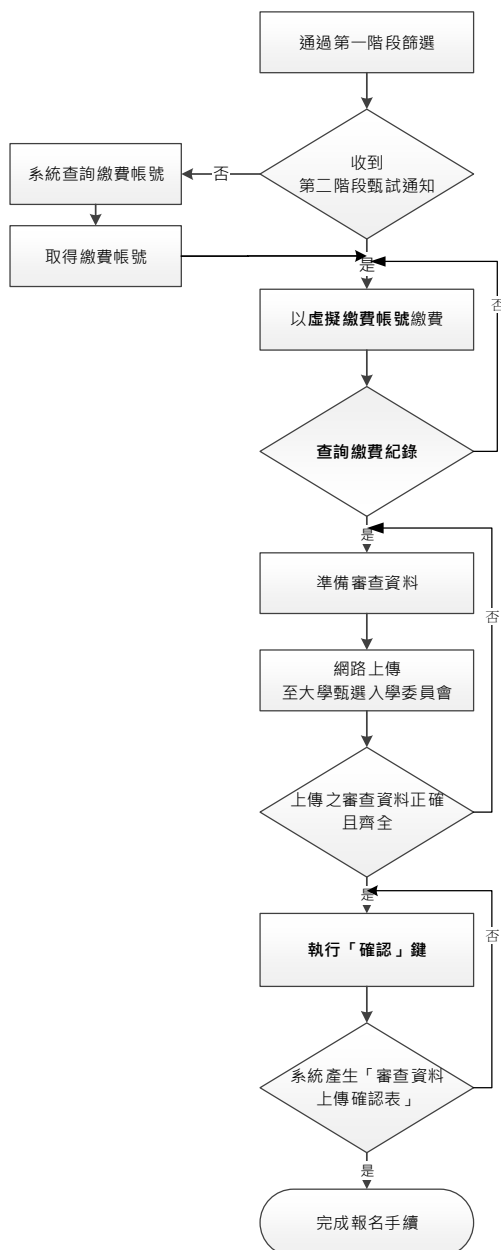 通過第一階段篩選
收到
第二階段甄試通知
否
系統查詢繳費帳號
取得繳費帳號
是
否
以虛擬繳費帳號繳費
查詢繳費紀錄
是
否
準備審查資料
網路上傳
至大學甄選入學委員會
上傳之審查資料正確
且齊全
是
否
執行「確認」鍵
系統產生「審查資料
上傳確認表」
是
完成報名手續